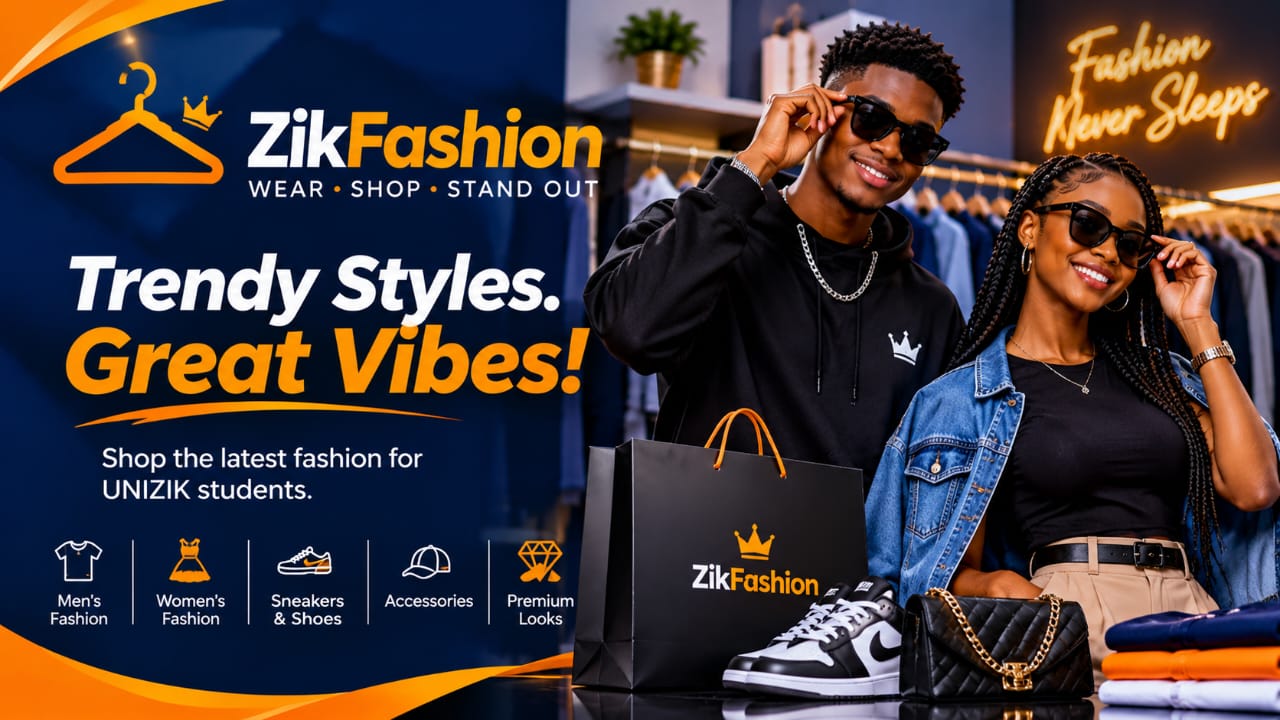 ZikFashion
WEAR • SHOP • STAND OUT
Trendy Styles.
Great Vibes!
Shop the latest fashion for
UNIZIK students.
Men's
Fashion
Women's
Fashion
Sneakers
& Shoes
Accessories
Premium
Looks
Fashion
Never Sleeps
ZikFashion